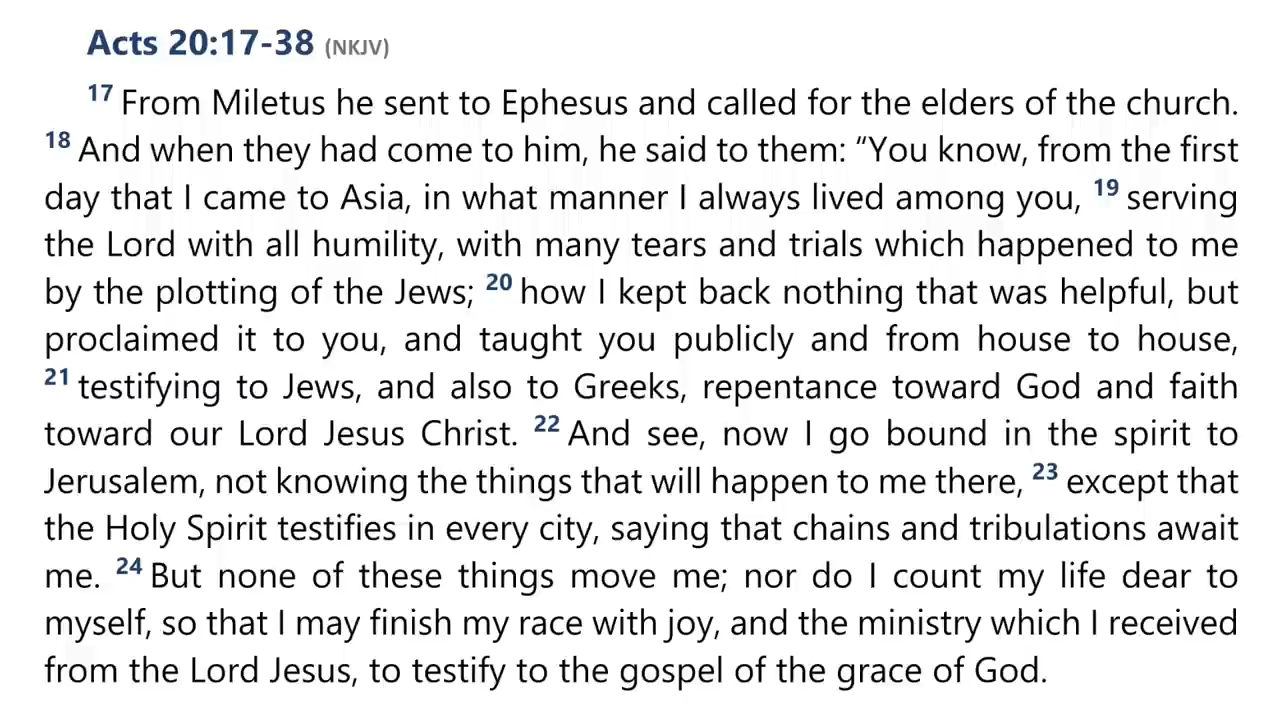 Acts 20:17-38 (NKJV)
17 From Miletus he sent to Ephesus and called for the elders of the church.
18 And when they had come to him, he said to them: “You know, from the first
day that I came to Asia, in what manner I always lived among you, 19 serving
the Lord with all humility, with many tears and trials which happened to me
by the plotting of the Jews; 20 how I kept back nothing that was helpful, but
proclaimed it to you, and taught you publicly and from house to house,
21 testifying to Jews, and also to Greeks, repentance toward God and faith
toward our Lord Jesus Christ. 22 And see, now I go bound in the spirit to
Jerusalem, not knowing the things that will happen to me there, 23 except that
the Holy Spirit testifies in every city, saying that chains and tribulations await
me. 24 But none of these things move me; nor do I count my life dear to
myself, so that I may finish my race with joy, and the ministry which I received
from the Lord Jesus, to testify to the gospel of the grace of God.